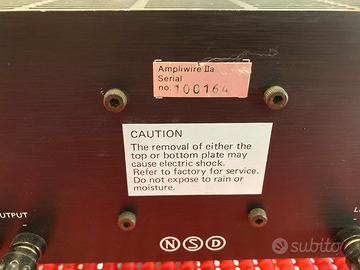 Ampliwire IIa
Serial
no. 100164
CAUTION
The removal of either the
top or bottom plate may
cause electric shock.
Refer to factory for service.
Do not expose to rain or
moisture.
OUTPUT
L
NSD
subito